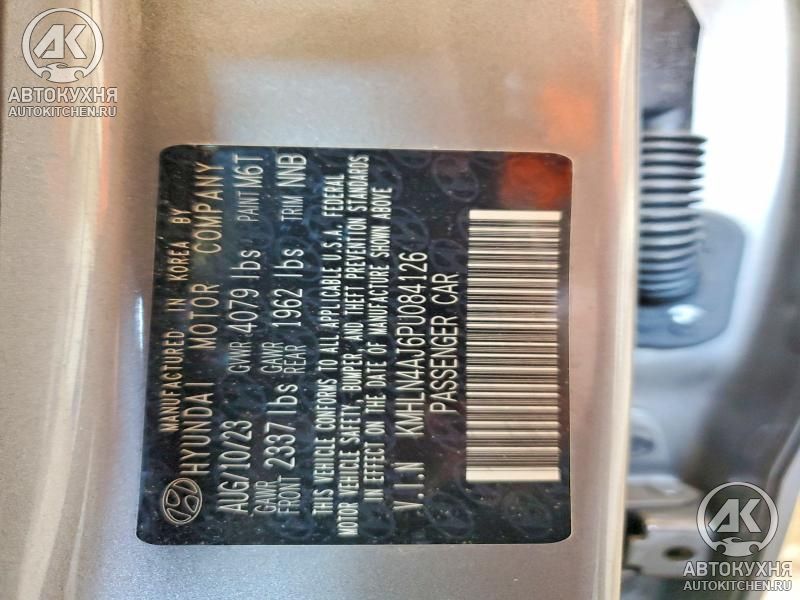 AK
АВТОКУХНЯ
AUTOKITCHEN.RU
MANUFACTURED IN KOREA BY
HYUNDAI MOTOR COMPANY
AUG/10/23 GVWR 4079 lbs PAINT M6T
GAWR FRONT 2337 lbs GAWR REAR 1962 lbs TRIM NNB
THIS VEHICLE CONFORMS TO ALL APPLICABLE U.S.A. FEDERAL
MOTOR VEHICLE SAFETY, BUMPER, AND THEFT PREVENTION STANDARDS
IN EFFECT ON THE DATE OF MANUFACTURE SHOWN ABOVE
V.I.N KMHLN4AJ6PU084126
PASSENGER CAR
AK
АВТОКУХНЯ
AUTOKITCHEN.RU